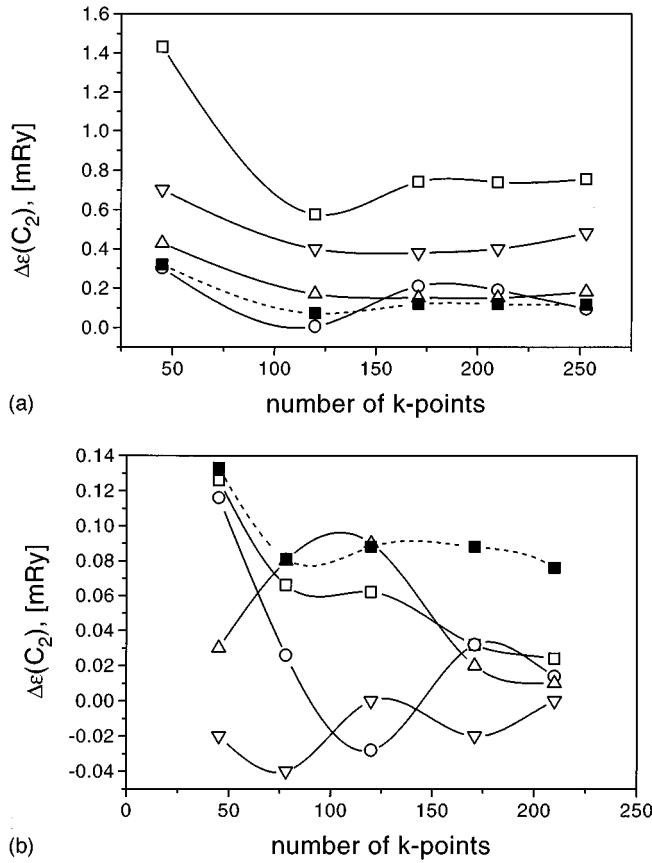 1.6
1.4
1.2
1.0
0.8
0.6
0.4
0.2
0.0
Δε(C₂), [mRy]
50 100 150 200 250
(a)
number of k-points
0.14
0.12
0.10
0.08
0.06
0.04
0.02
0.00
-0.02
-0.04
Δε(C₂), [mRy]
0 50 100 150 200 250
(b)
number of k-points